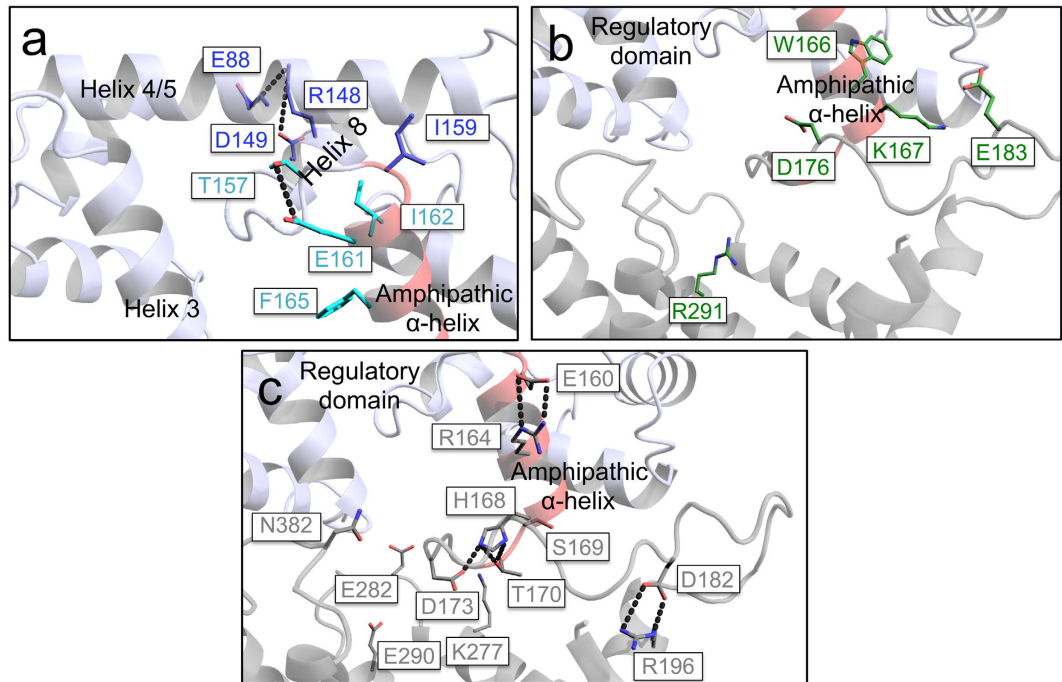 a
E88
Helix 4/5
R148
D149
Helix 8
I159
T157
I162
E161
F165
Helix 3
Amphipathic
α-helix
b
Regulatory
domain
W166
Amphipathic
α-helix
K167
D176
E183
R291
c
Regulatory
domain
E160
R164
Amphipathic
α-helix
H168
N382
S169
E282
D173
T170
D182
E290
K277
R196